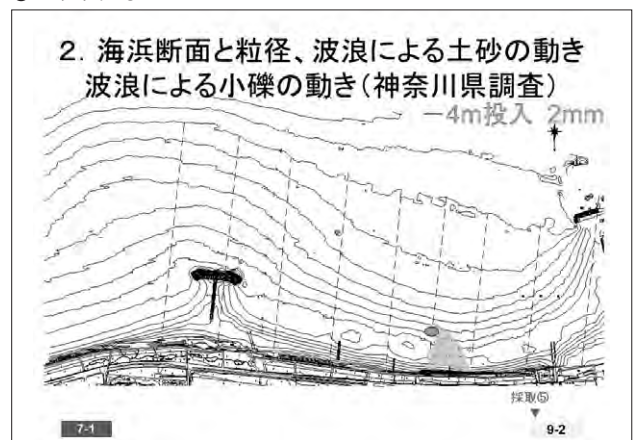 2．海浜断面と粒径、波浪による土砂の動き
波浪による小礫の動き(神奈川県調査)
－4m投入 2mm
採取⑤
7-1
9-2